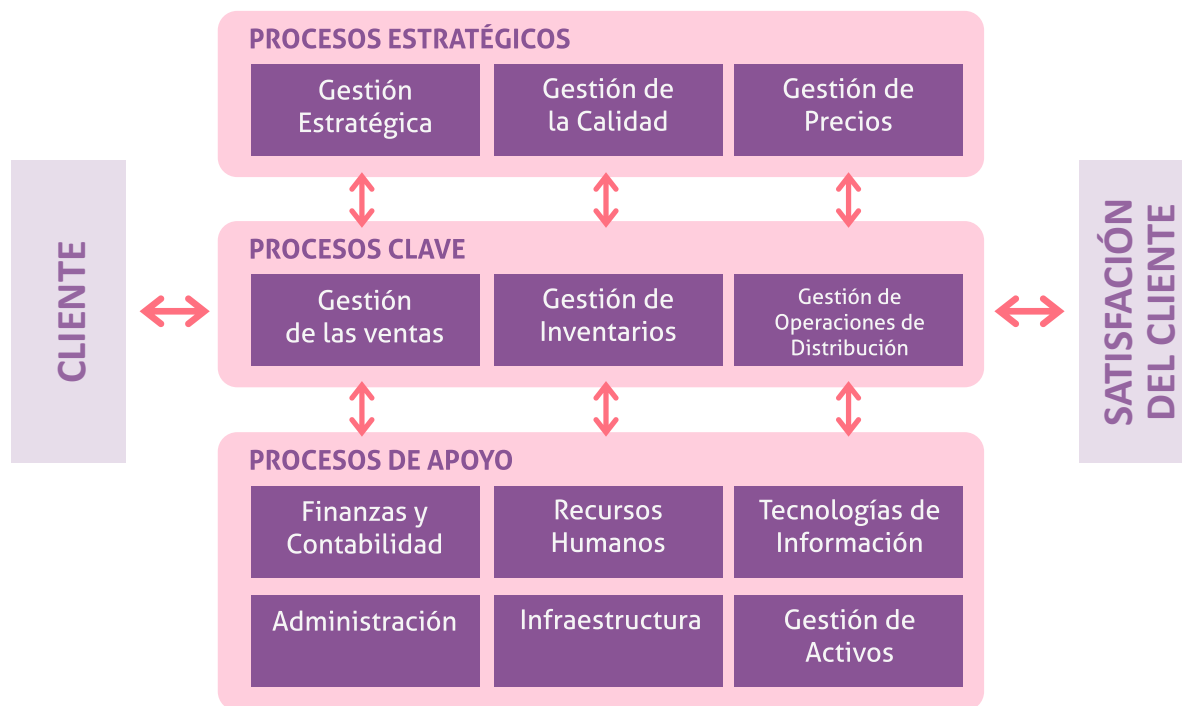 PROCESOS ESTRATÉGICOS
Gestión
Estratégica
Gestión de
la Calidad
Gestión de
Precios
CLIENTE
PROCESOS CLAVE
Gestión
de las ventas
Gestión de
Inventarios
Gestión de
Operaciones de
Distribución
SATISFACIÓN
DEL CLIENTE
PROCESOS DE APOYO
Finanzas y
Contabilidad
Recursos
Humanos
Tecnologías de
Información
Administración
Infraestructura
Gestión de
Activos